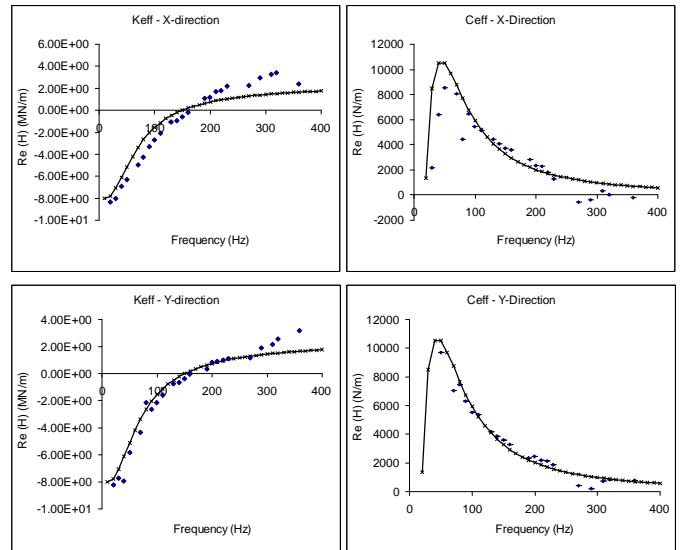 Keff - X-direction
Re (H) (MN/m)
6.00E+00
4.00E+00
2.00E+00
0.00E+00
-2.00E+00
-4.00E+00
-6.00E+00
-8.00E+00
-1.00E+01
0 100 200 300 400
Frequency (Hz)
Ceff - X-Direction
Re (H) (MN/m)
12000
10000
8000
6000
4000
2000
0
-2000
0 100 200 300 400
Frequency (Hz)
Keff - Y-direction
Re (H) (MN/m)
4.00E+00
2.00E+00
0.00E+00
-2.00E+00
-4.00E+00
-6.00E+00
-8.00E+00
-1.00E+01
0 100 200 300 400
Frequency (Hz)
Ceff - Y-Direction
Re (H) (N/m)
12000
10000
8000
6000
4000
2000
0
0 100 200 300 400
Frequency (Hz)